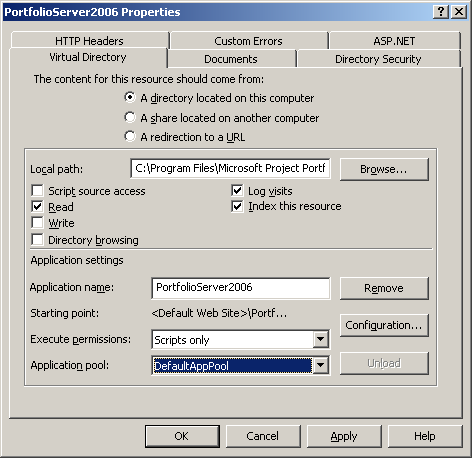 PortfolioServer2006 Properties
HTTP Headers Custom Errors ASP.NET
Virtual Directory Documents Directory Security
The content for this resource should come from:
A directory located on this computer
A share located on another computer
A redirection to a URL
Local path: C:\Program Files\Microsoft Project Portf Browse...
Script source access Log visits
Read Index this resource
Write
Directory browsing
Application settings
Application name: PortfolioServer2006 Remove
Starting point: <Default Web Site>\Portf...
Configuration...
Execute permissions: Scripts only
Application pool: DefaultAppPool Unload
OK Cancel Apply Help